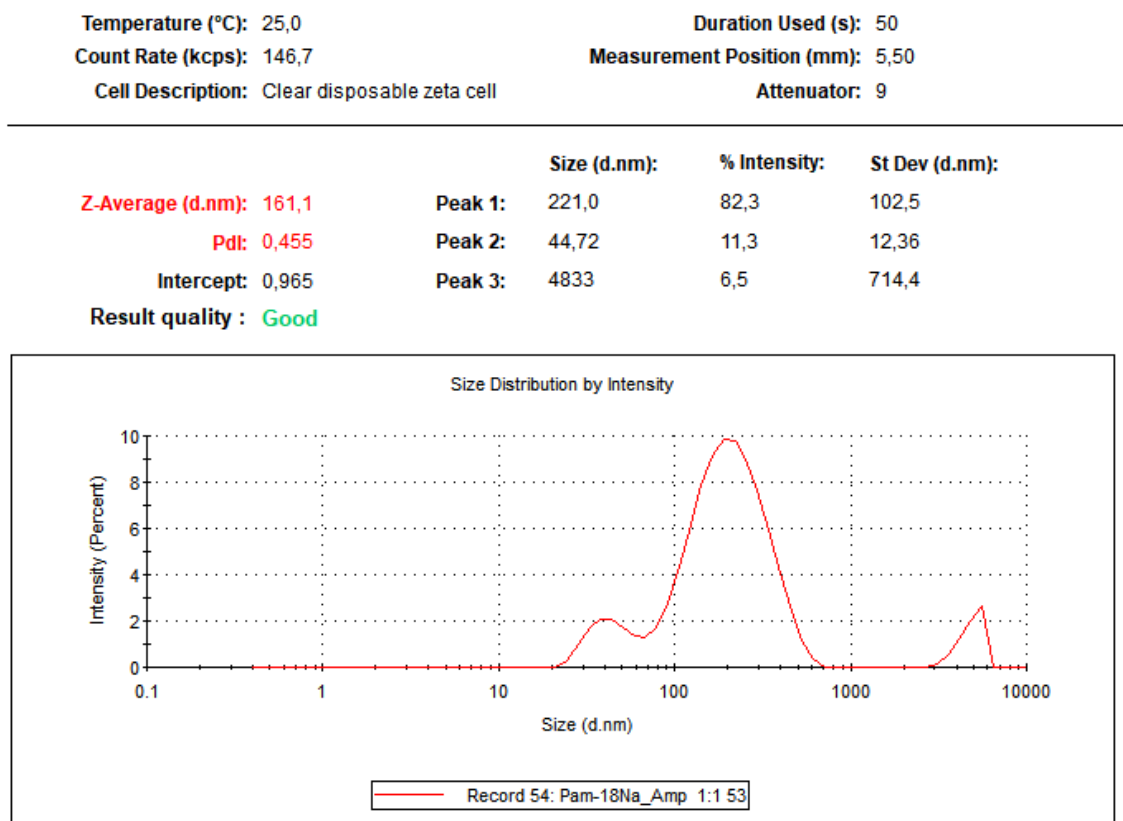 Temperature (ºC): 25,0 Duration Used (s): 50
Count Rate (kcps): 146,7 Measurement Position (mm): 5,50
Cell Description: Clear disposable zeta cell Attenuator: 9
Size (d.nm): % Intensity: St Dev (d.nm):
Z-Average (d.nm): 161,1 Peak 1: 221,0 82,3 102,5
PdI: 0,455 Peak 2: 44,72 11,3 12,36
Intercept: 0,965 Peak 3: 4833 6,5 714,4
Result quality : Good
Size Distribution by Intensity
Intensity (Percent)
10
8
6
4
2
0
0.1 1 10 100 1000 10000
Size (d.nm)
Record 54: Pam-18Na_Amp 1:1 53